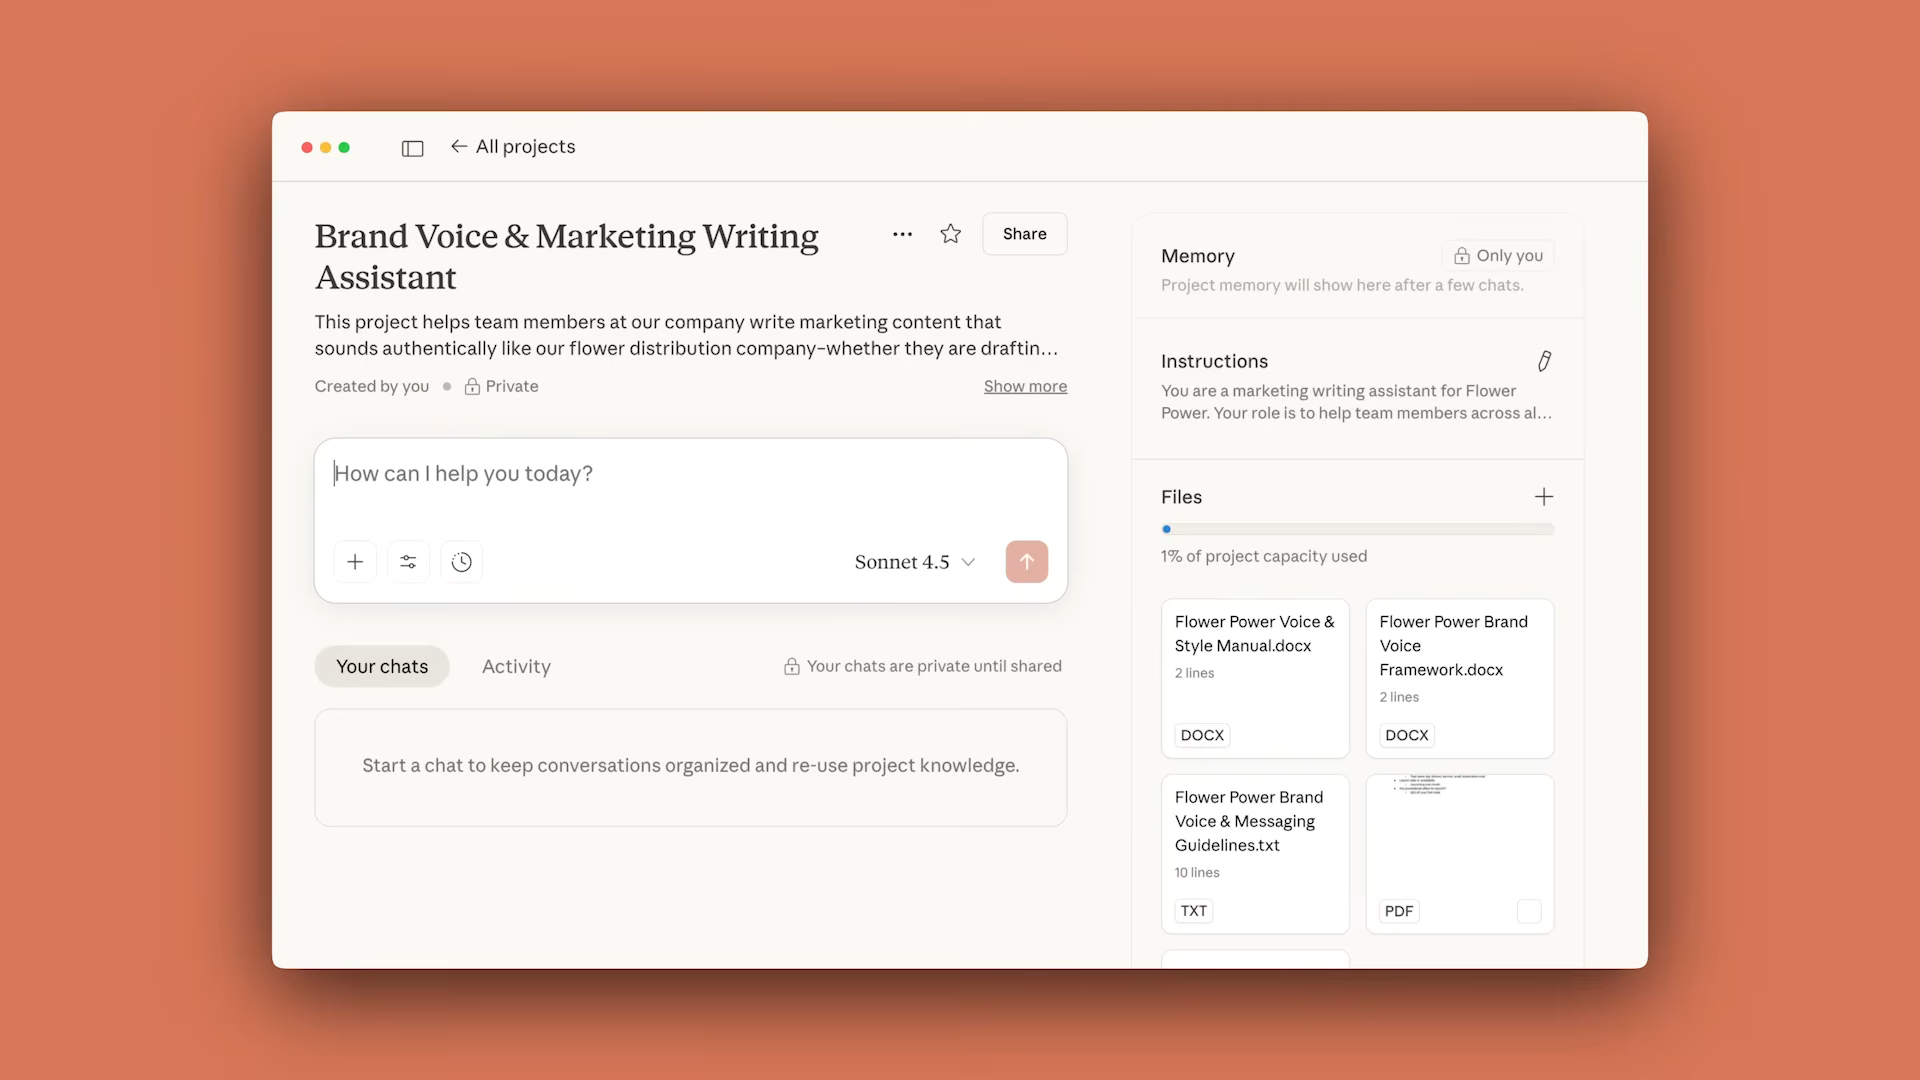 All projects
Brand Voice & Marketing Writing
Assistant
Share
This project helps team members at our company write marketing content that
sounds authentically like our flower distribution company–whether they are draftin...
Created by you
Private
Show more
How can I help you today?
Sonnet 4.5
Your chats
Activity
Your chats are private until shared
Start a chat to keep conversations organized and re-use project knowledge.
Memory
Only you
Project memory will show here after a few chats.
Instructions
You are a marketing writing assistant for Flower
Power. Your role is to help team members across al...
Files
1% of project capacity used
Flower Power Voice &
Style Manual.docx
2 lines
DOCX
Flower Power Brand
Voice
Framework.docx
2 lines
DOCX
Flower Power Brand
Voice & Messaging
Guidelines.txt
10 lines
TXT
PDF